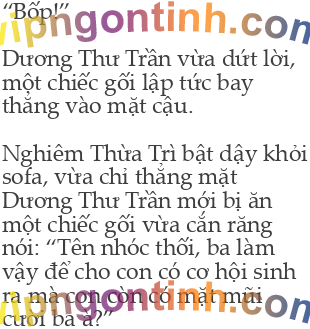 “Bốp!”
vipngontinh.com
Dương Thư Trần vừa dứt lời,
một chiếc gối lập tức bay
thẳng vào mặt cậu.
Nghiêm Thừa Trì bật dậy khỏi
sofa, vừa chỉ thẳng mặt
Dương Thư Trần mới bị ăn
một chiếc gối vừa cắn răng
nói: “Tên nhóc thối, ba làm
vậy để cho con có cơ hội sinh
ra mà con còn có mặt mũi
vipngontinh.com
cười ba à?”